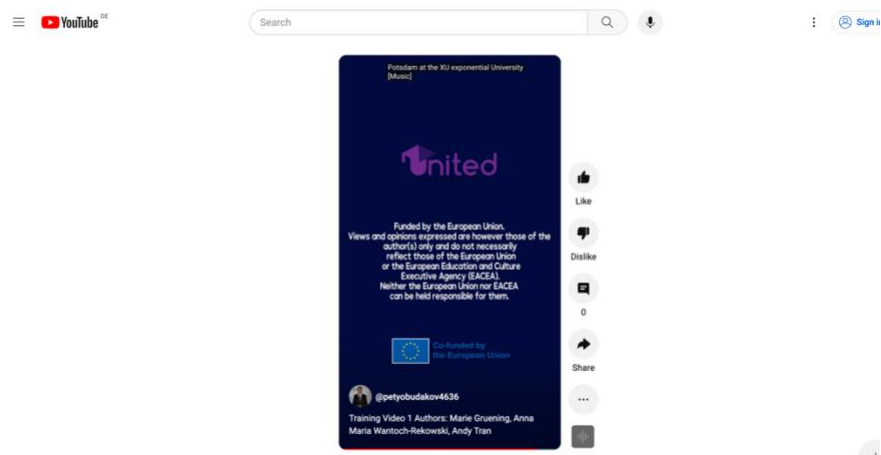 YouTube DE
Search
Sign i
Potsdam at the XU exponential University
[Music]
United
Funded by the European Union.
Views and opinions expressed are however those of the
author(s) only and do not necessarily
reflect those of the European Union
or the European Education and Culture
Executive Agency (EACEA).
Neither the European Union nor EACEA
can be held responsible for them.
Co-funded by
the European Union
@petyobudakov4636
Training Video 1 Authors: Marie Gruening, Anna
Maria Wantoch-Rekowski, Andy Tran
Like
Dislike
0
Share